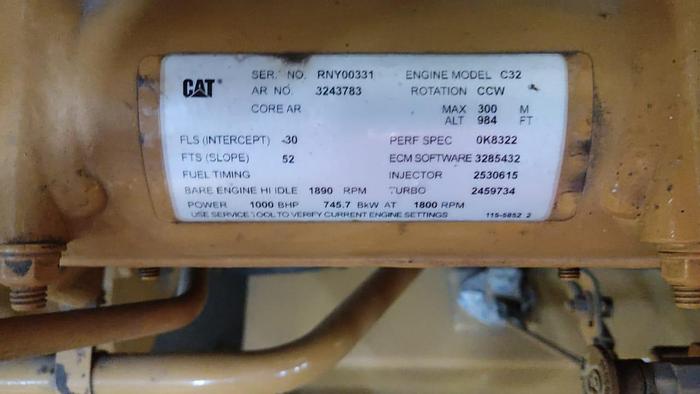 CAT®
SER. NO. RNY00331 ENGINE MODEL C32
AR NO. 3243783 ROTATION CCW
CORE AR MAX 300 M
ALT 984 FT
FLS (INTERCEPT) -30 PERF SPEC 0K8322
FTS (SLOPE) 52 ECM SOFTWARE 3285432
FUEL TIMING INJECTOR 2530615
BARE ENGINE HI IDLE 1890 RPM TURBO 2459734
POWER 1000 BHP 745.7 BkW AT 1800 RPM
USE SERVICE TOOL TO VERIFY CURRENT ENGINE SETTINGS 115-5852 2